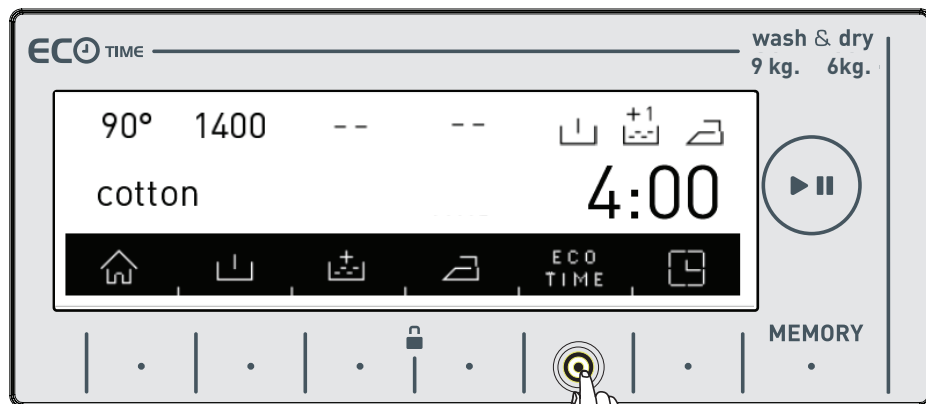 ECO TIME
wash & dry
9 kg. 6kg.
90° 1400 -- -- +1
cotton 4:00
ECO
TIME
MEMORY